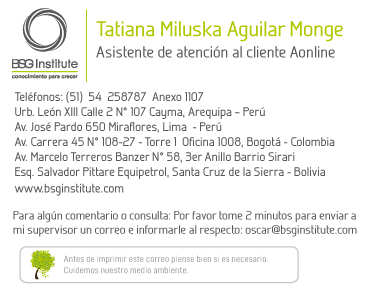 BSG Institute
conocimiento para crecer
Tatiana Miluska Aguilar Monge
Asistente de atención al cliente Aonline
Teléfonos: (51) 54 258787 Anexo 1107
Urb. León XIII Calle 2 N° 107 Cayma, Arequipa – Perú
Av. José Pardo 650 Miraflores, Lima - Perú
Av. Carrera 45 N° 108-27 - Torre 1 Oficina 1008, Bogotá - Colombia
Av. Marcelo Terreros Banzer N° 58, 3er Anillo Barrio Sirari
Esq. Salvador Pittare Equipetrol, Santa Cruz de la Sierra - Bolivia
www.bsginstitute.com
Para algún comentario o consulta: Por favor tome 2 minutos para enviar a
mi supervisor un correo e informarle al respecto: oscar@bsginstitute.com
Antes de imprimir este correo piense bien si es necesario.
Cuidemos nuestro medio ambiente.